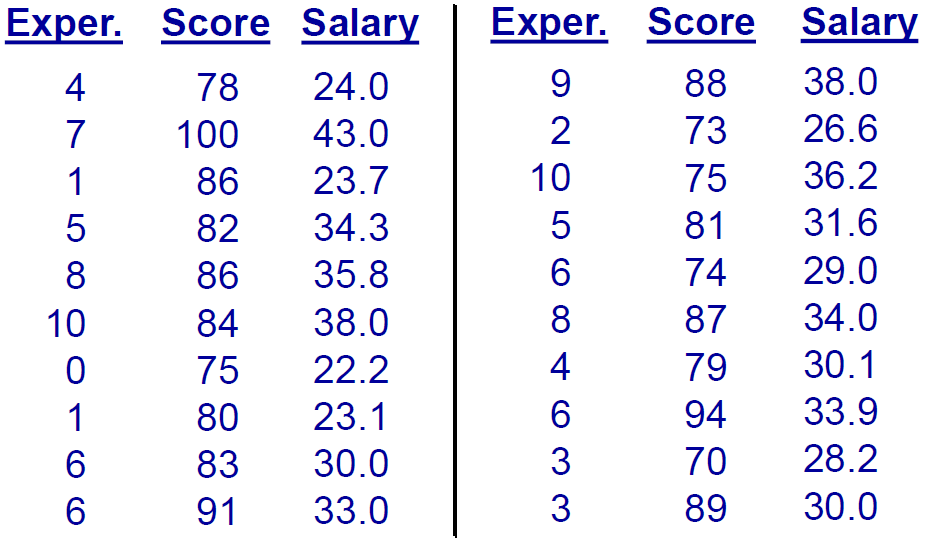 Exper. Score Salary
4 78 24.0
7 100 43.0
1 86 23.7
5 82 34.3
8 86 35.8
10 84 38.0
0 75 22.2
1 80 23.1
6 83 30.0
6 91 33.0
Exper. Score Salary
9 88 38.0
2 73 26.6
10 75 36.2
5 81 31.6
6 74 29.0
8 87 34.0
4 79 30.1
6 94 33.9
3 70 28.2
3 89 30.0